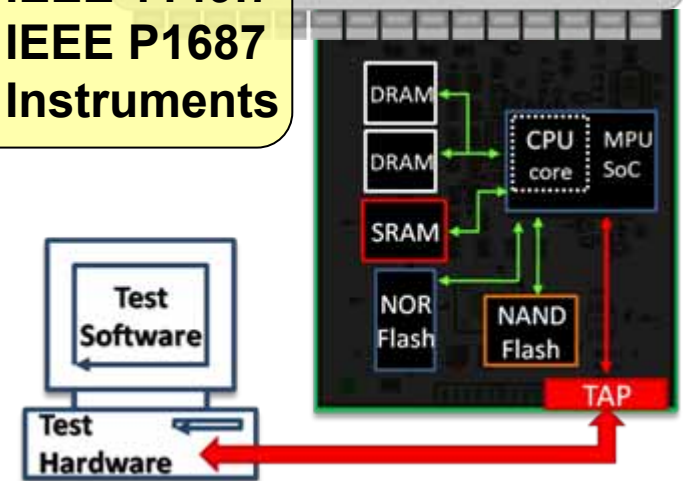 IEEE P1687
Instruments
DRAM
DRAM
SRAM
NOR
Flash
NAND
Flash
CPU
core
MPU
SoC
TAP
Test
Software
Test
Hardware